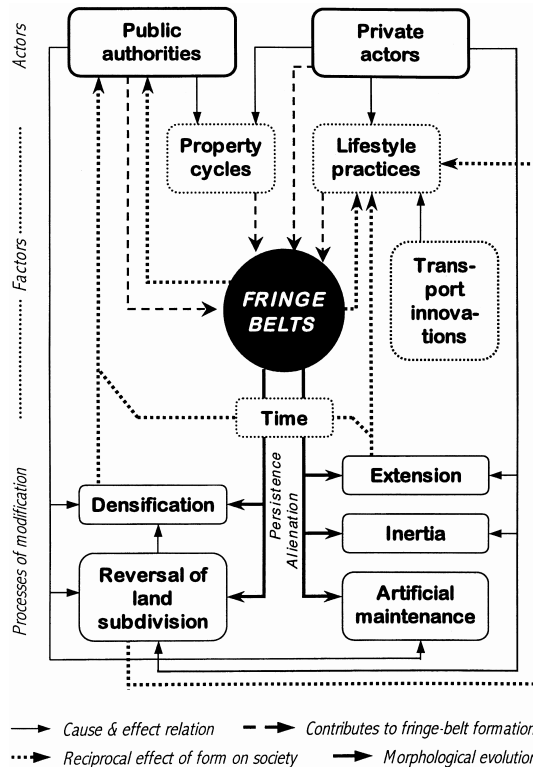 Actors
Public
authorities
Private
actors
Factors
Property
cycles
Lifestyle
practices
Trans-
port
innova-
tions
FRINGE
BELTS
Time
Processes of modification
Persistence
Alienation
Densification
Extension
Inertia
Reversal of
land
subdivision
Artificial
maintenance
Cause & effect relation
Contributes to fringe-belt formation
Reciprocal effect of form on society
Morphological evolution